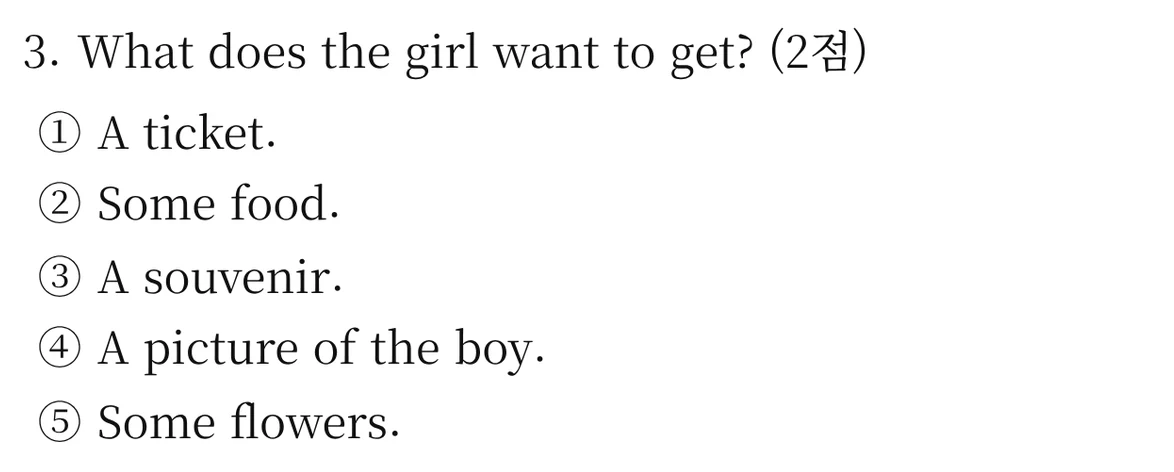 3. What does the girl want to get? (2점)
① A ticket.
② Some food.
③ A souvenir.
④ A picture of the boy.
⑤ Some flowers.